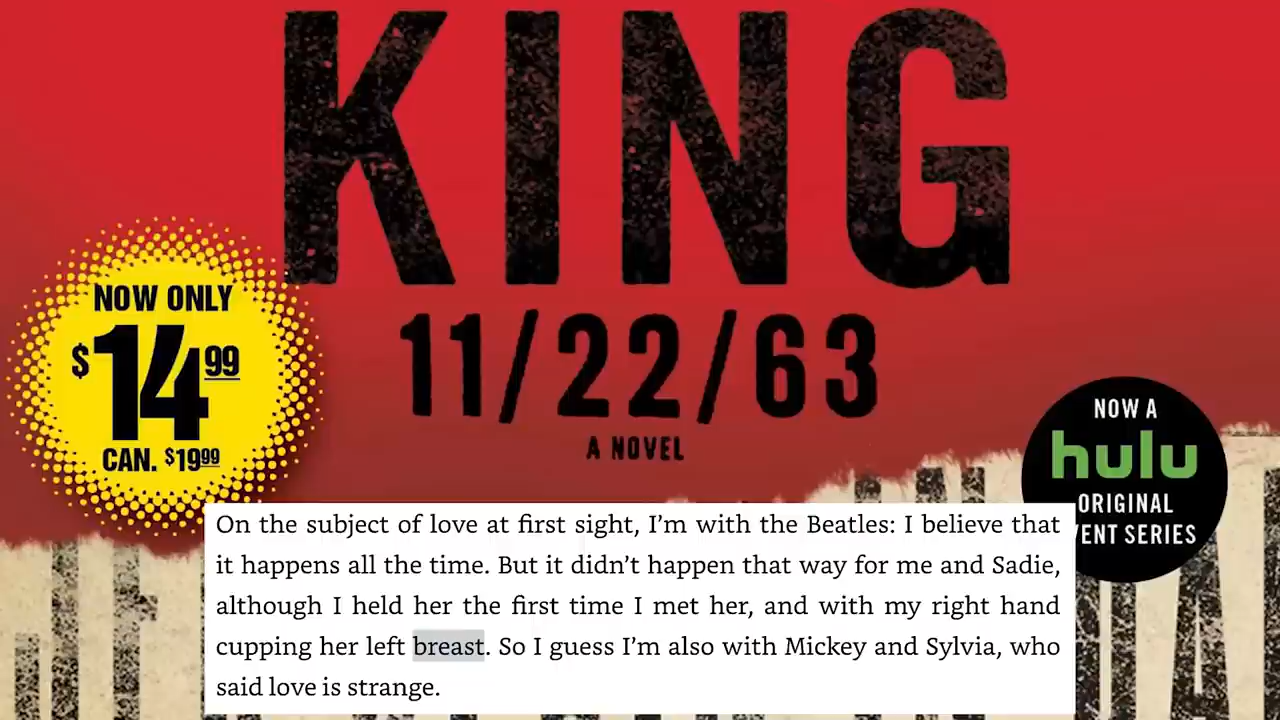 KING
11/22/63
A NOVEL
NOW ONLY
$14.99
CAN. $19.99
NOW A
hulu
ORIGINAL
VENT SERIES
On the subject of love at first sight, I’m with the Beatles: I believe that
it happens all the time. But it didn’t happen that way for me and Sadie,
although I held her the first time I met her, and with my right hand
cupping her left breast. So I guess I’m also with Mickey and Sylvia, who
said love is strange.